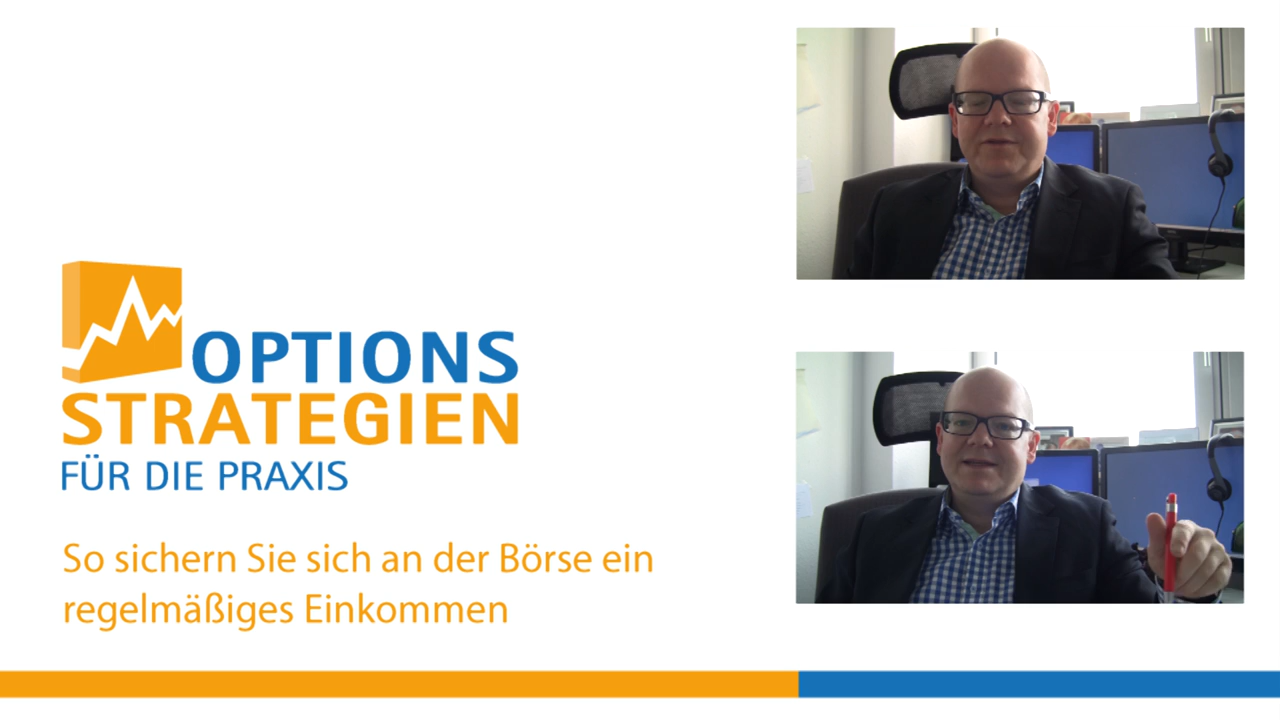 OPTIONS
STRATEGIEN
FÜR DIE PRAXIS
So sichern Sie sich an der Börse ein
regelmäßiges Einkommen